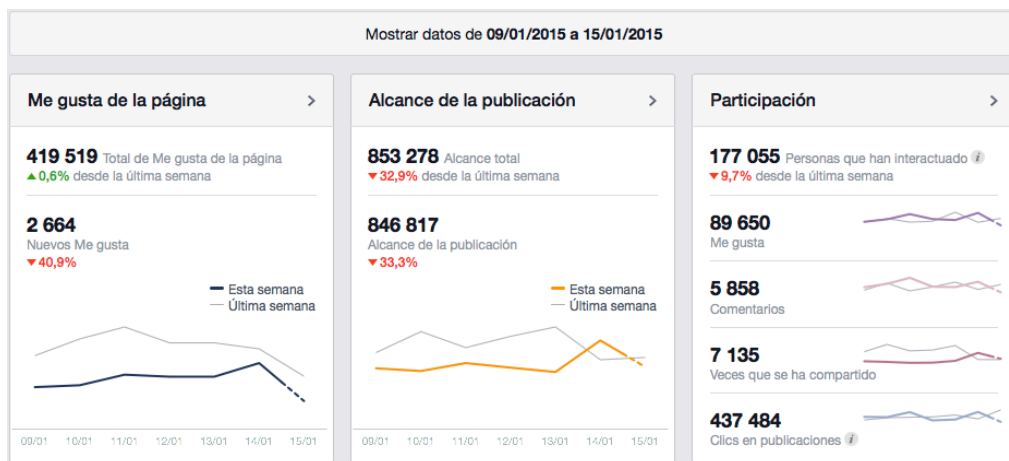 Mostrar datos de 09/01/2015 a 15/01/2015
Me gusta de la página >
419 519 Total de Me gusta de la página
▲0,6% desde la última semana
2 664
Nuevos Me gusta
▼40,9%
Esta semana
Última semana
09/01 10/01 11/01 12/01 13/01 14/01 15/01
Alcance de la publicación >
853 278 Alcance total
▼32,9% desde la última semana
846 817
Alcance de la publicación
▼33,3%
Esta semana
Última semana
09/01 10/01 11/01 12/01 13/01 14/01 15/01
Participación >
177 055 Personas que han interactuado i
▼9,7% desde la última semana
89 650
Me gusta
5 858
Comentarios
7 135
Veces que se ha compartido
437 484
Clics en publicaciones i